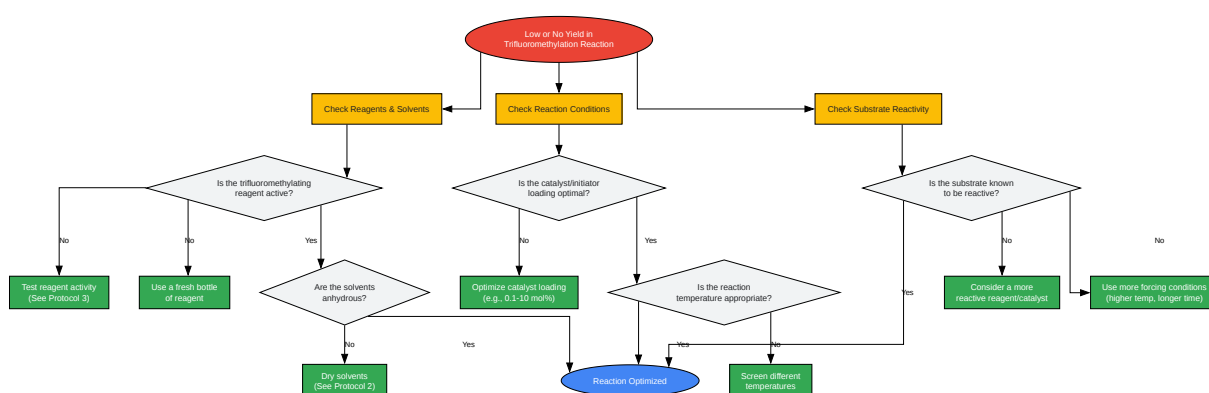 Low or No Yield in
Trifluoromethylation Reaction
Check Reagents & Solvents
Check Reaction Conditions
Check Substrate Reactivity
Is the trifluoromethylating
reagent active?
Is the catalyst/initiator
loading optimal?
Is the substrate known
to be reactive?
No
No
Yes
No
Yes
No
No
Test reagent activity
(See Protocol 3)
Use a fresh bottle
of reagent
Are the solvents
anhydrous?
Optimize catalyst loading
(e.g., 0.1-10 mol%)
Is the reaction
temperature appropriate?
Yes
Consider a more
reactive reagent/catalyst
Use more forcing conditions
(higher temp, longer time)
No
Yes
Yes
No
Dry solvents
(See Protocol 2)
Reaction Optimized
Screen different
temperatures